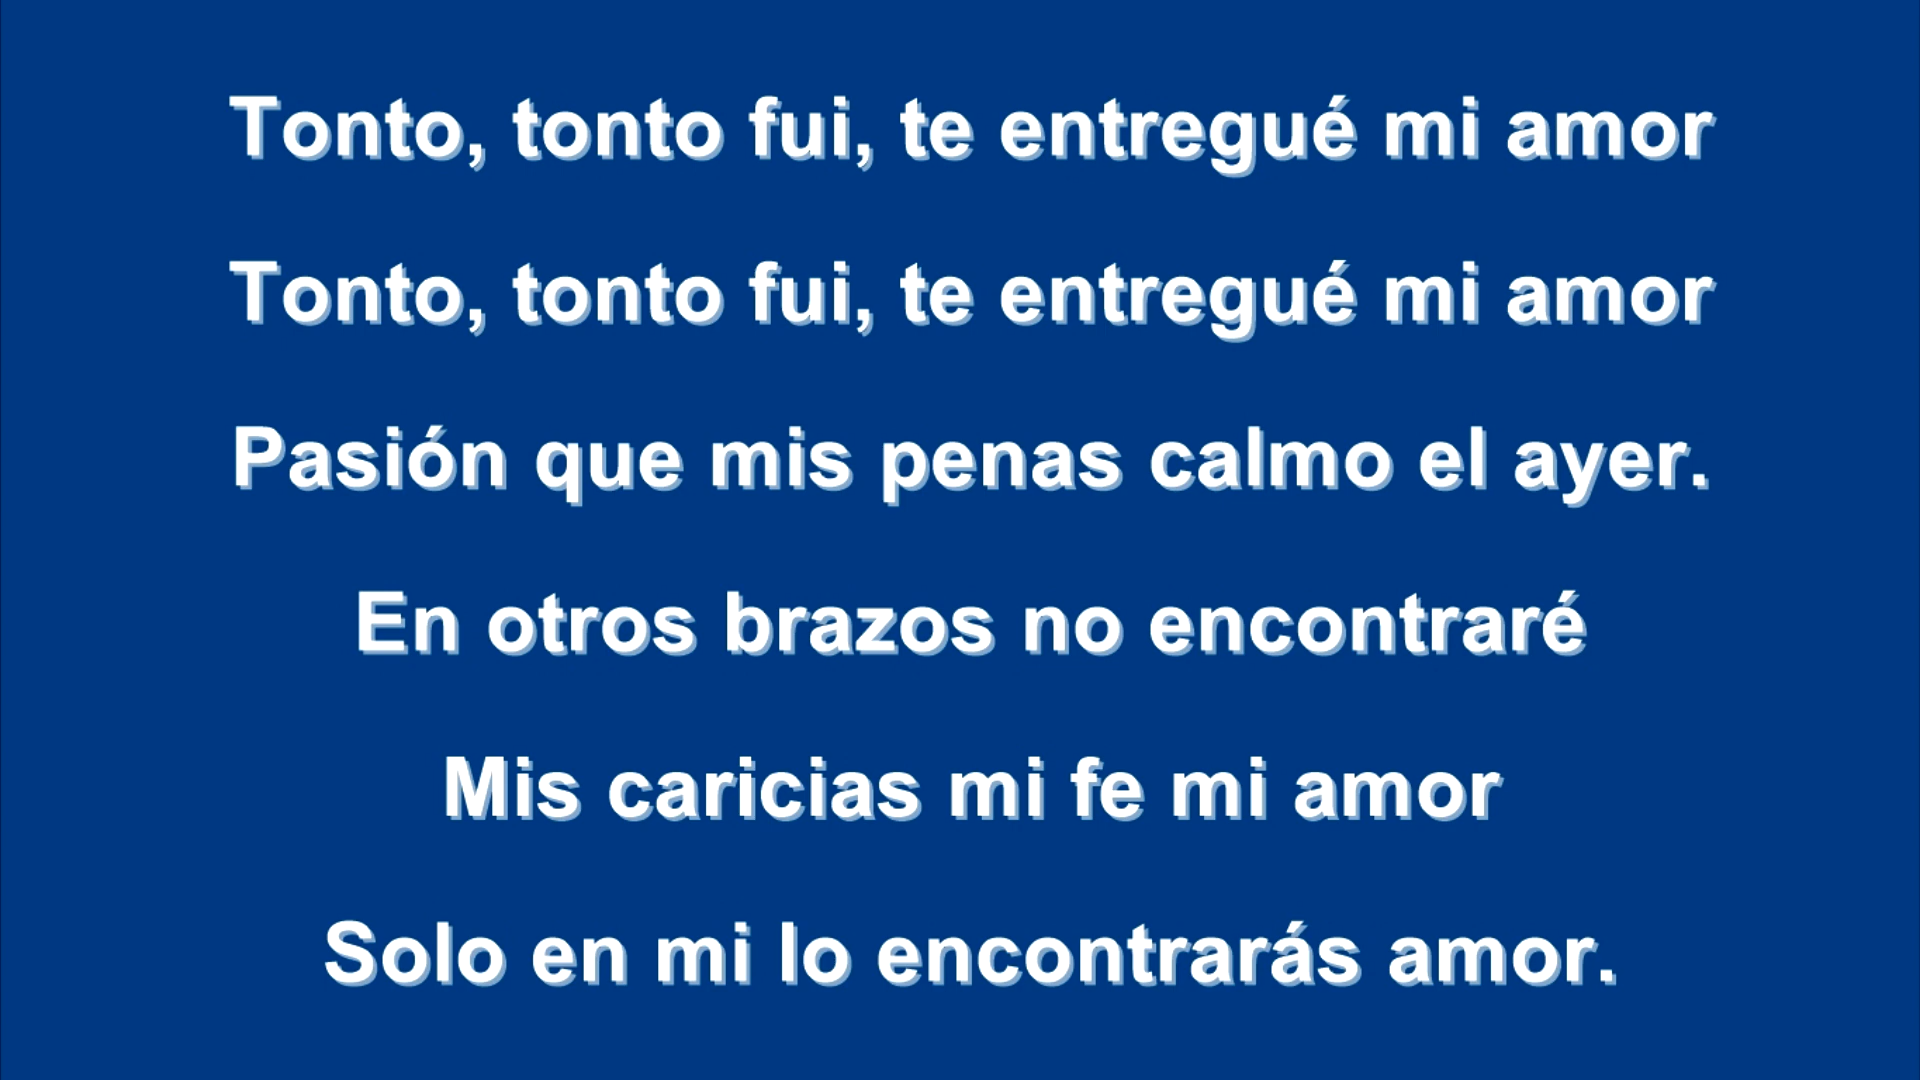 Tonto, tonto fui, te entregué mi amor
Tonto, tonto fui, te entregué mi amor
Pasión que mis penas calmo el ayer.
En otros brazos no encontraré
Mis caricias mi fe mi amor
Solo en mi lo encontrarás amor.